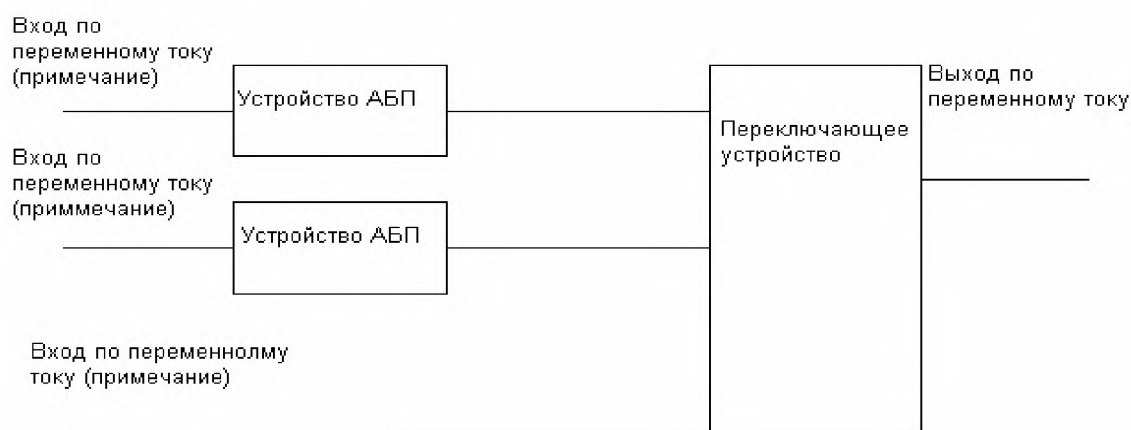 Вход по
переменному току
(примечание)
Устройство АБП
Выход по
переменному току
Переключающее
устройство
Вход по
переменному току
(приммечание)
Устройство АБП
Вход по переменнолму
току (примечание)